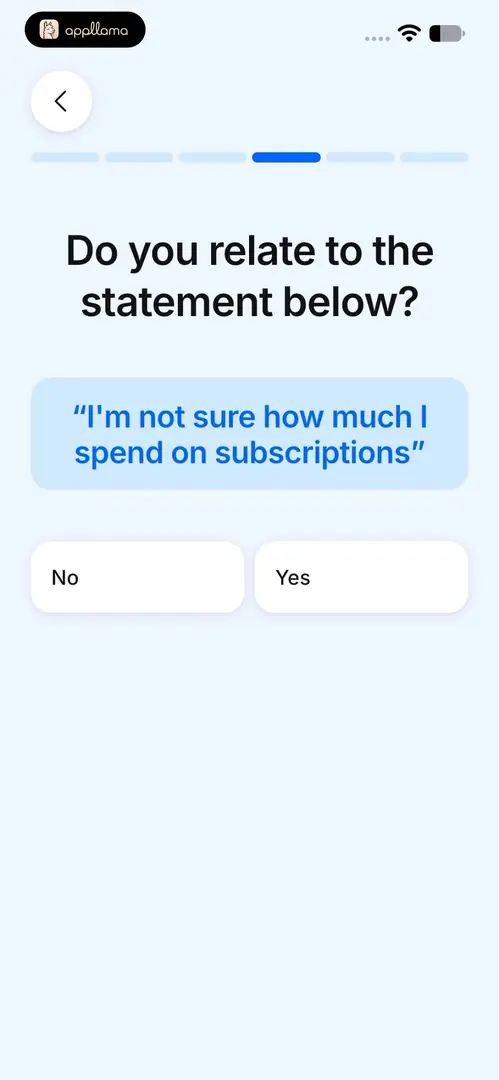 appllama
Do you relate to the
statement below?
“I'm not sure how much I
spend on subscriptions”
No
Yes